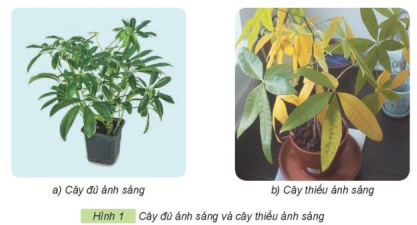 a) Cây đủ ánh sáng
b) Cây thiếu ánh sáng
Hình 1 Cây đủ ánh sáng và cây thiếu ánh sáng